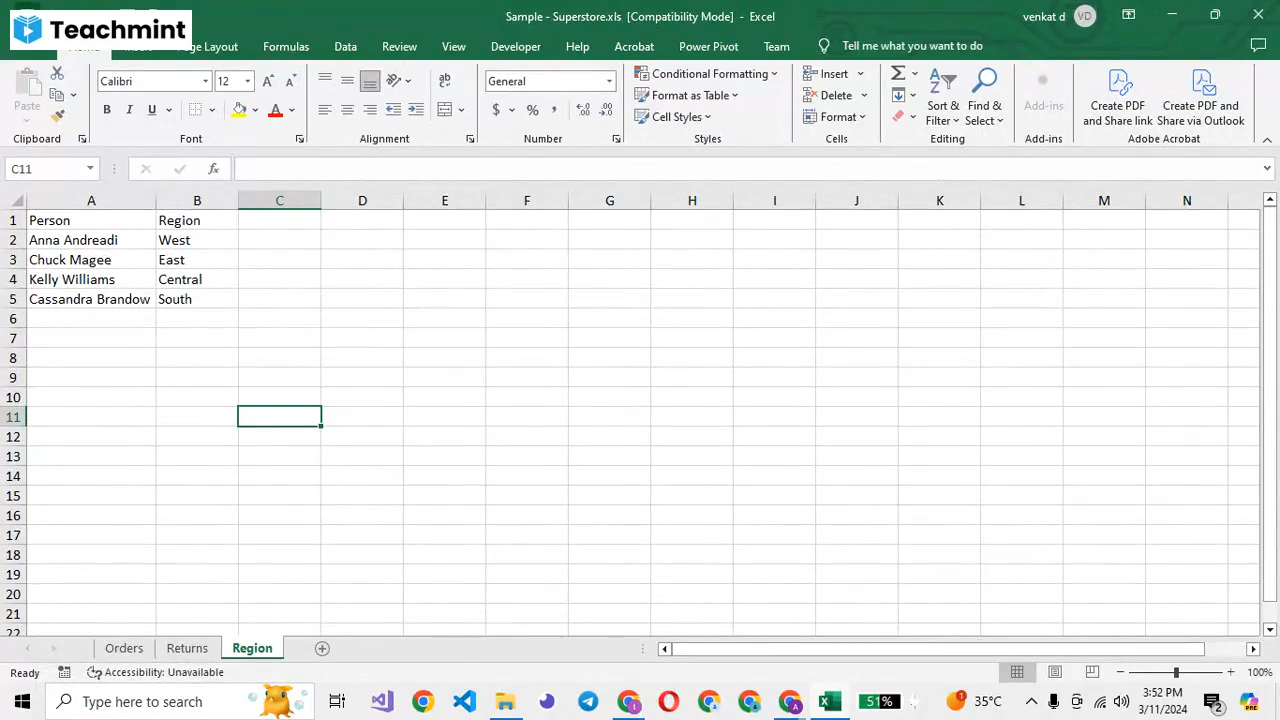 Teachmint
Sample - Superstore.xls [Compatibility Mode] - Excel
venkat d VD
Page Layout Formulas Data Review View Developer Help Acrobat Power Pivot Tell me what you want to do
Calibri 12
General
Conditional Formatting
Format as Table
Cell Styles
Insert
Delete
Format
Paste
B I U
ab
$ % ,
Sort &
Filter
Find &
Select
Add-ins
Create PDF
and Share link
Create PDF and
Share via Outlook
Clipboard Font Alignment Number Styles Cells Editing Add-ins Adobe Acrobat
C11 fx
A B C D E F G H I J K L M N
1 Person Region
2 Anna Andreadi West
3 Chuck Magee East
4 Kelly Williams Central
5 Cassandra Brandow South
6
7
8
9
10
11
12
13
14
15
16
17
18
19
20
21
22
Orders Returns Region
Ready Accessibility: Unavailable 100%
Type here to search
51%
35°C
3:52 PM
3/11/2024
2